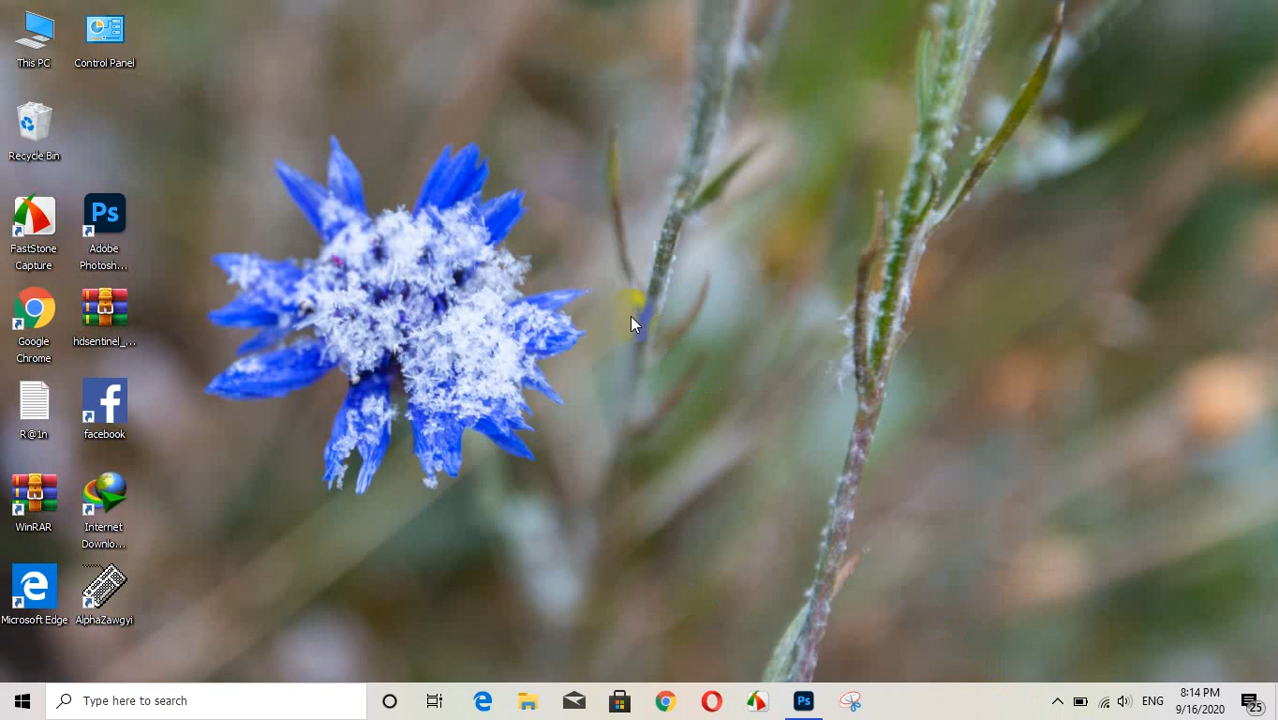 This PC
Control Panel
Recycle Bin
FastStone
Capture
Ps
Adobe
Photosh...
Google
Chrome
hdsentinel_...
R@1n
facebook
WinRAR
Internet
Downlo...
Microsoft Edge
AlphaZawgyi
Type here to search
Ps
ENG
8:14 PM
9/16/2020
25